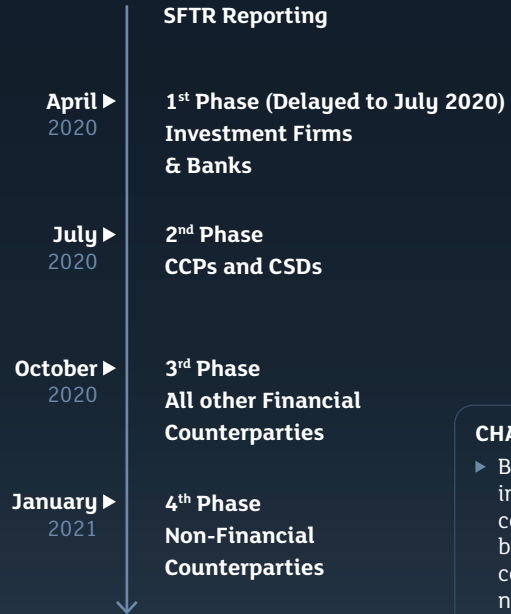 SFTR Reporting
April ▶
2020
1st Phase (Delayed to July 2020)
Investment Firms
& Banks
July ▶
2020
2nd Phase
CCPs and CSDs
October ▶
2020
3rd Phase
All other Financial
Counterparties
January ▶
2021
4th Phase
Non-Financial
Counterparties